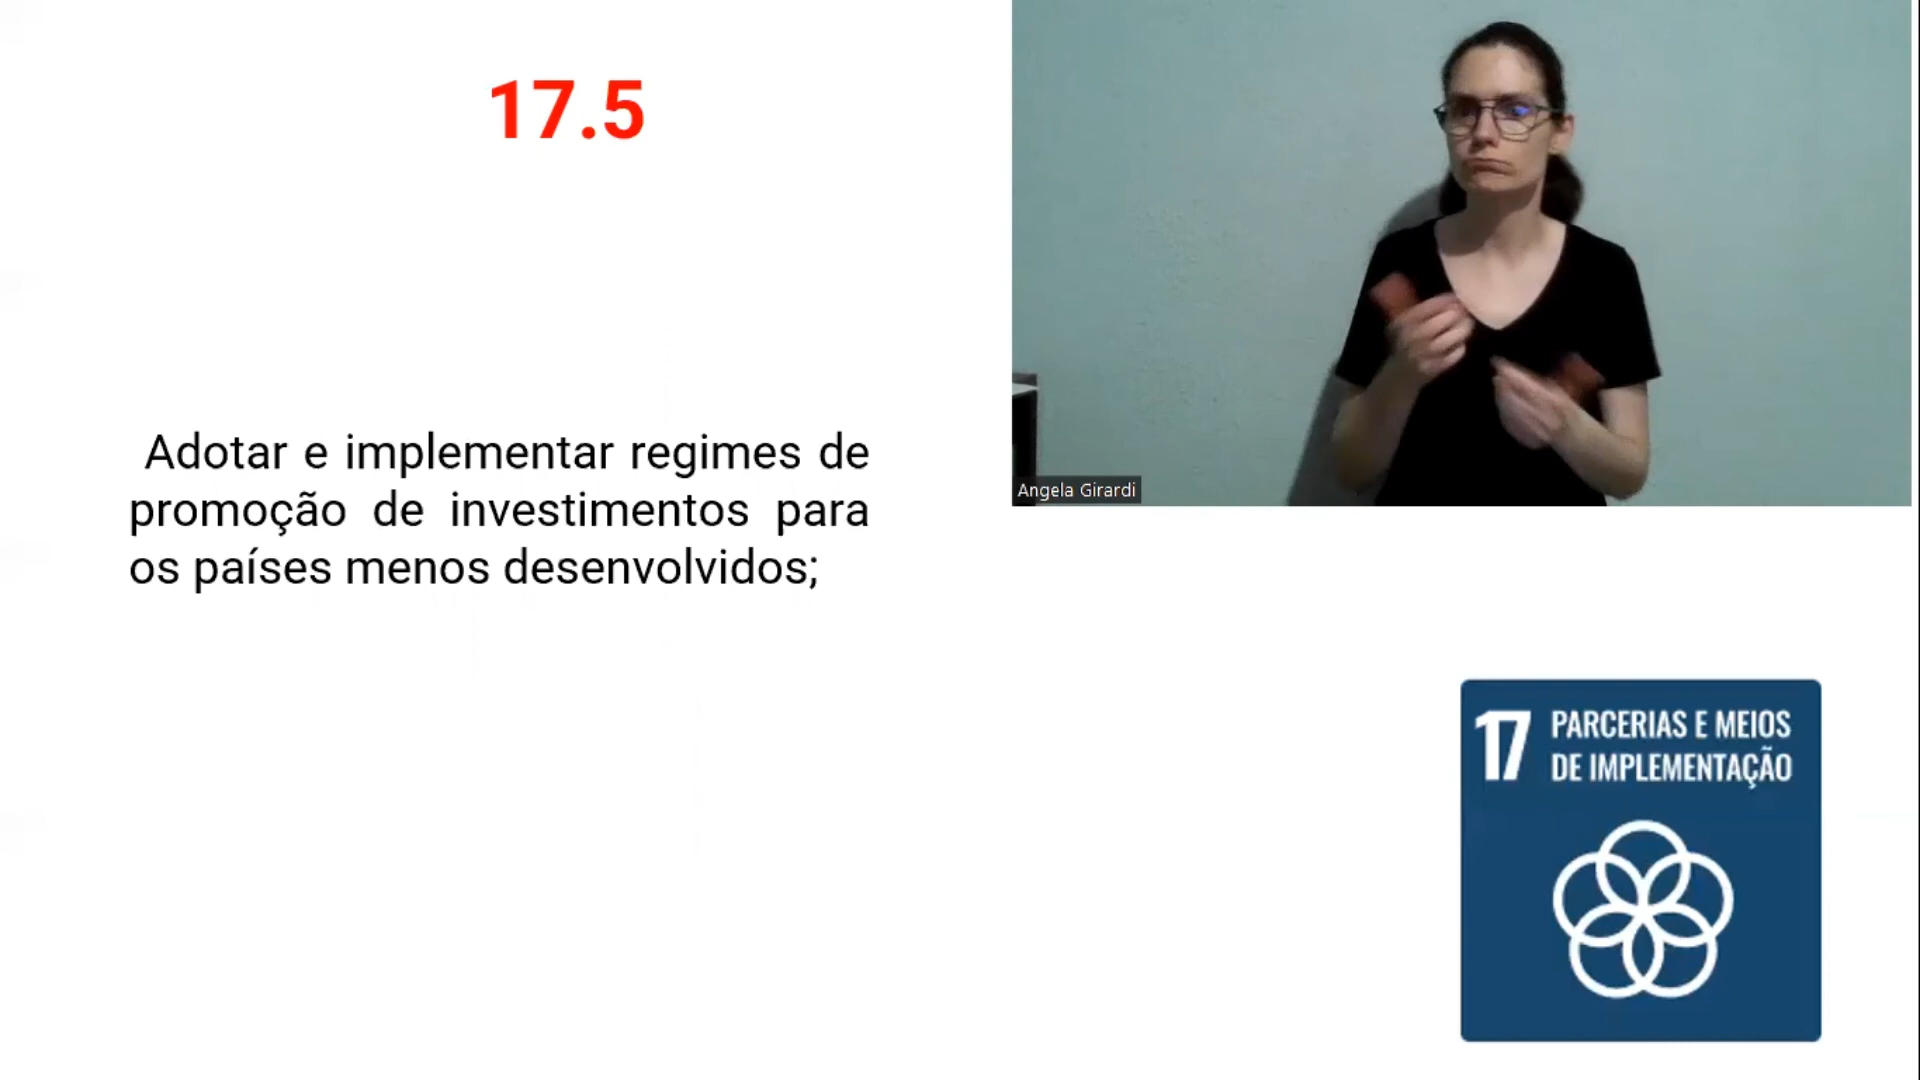 17.5
Adotar e implementar regimes de
promoção de investimentos para
os países menos desenvolvidos;
Angela Girardi
17 PARCERIAS E MEIOS
DE IMPLEMENTAÇÃO